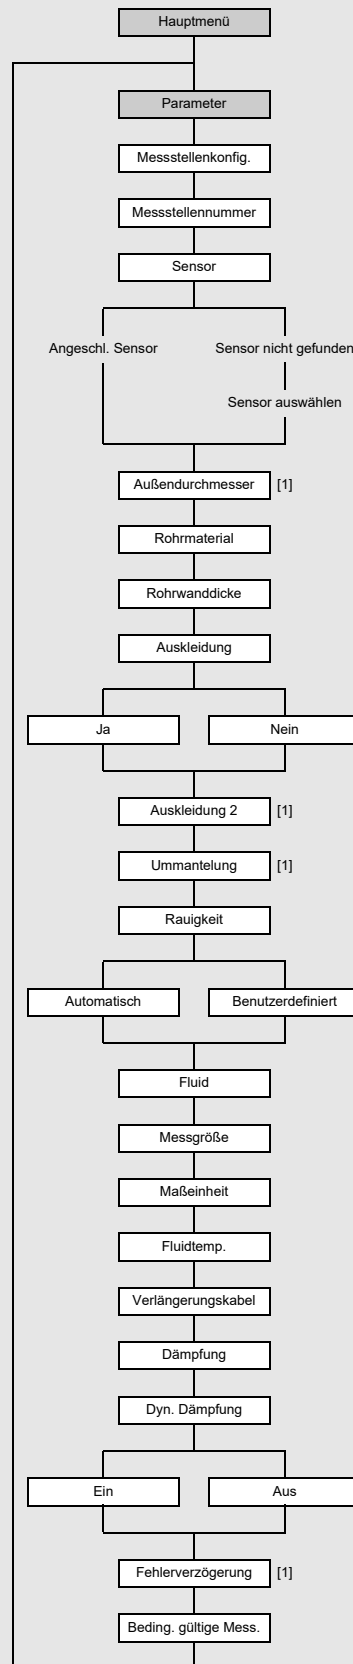 Hauptmenü
Parameter
Messstellenkonfig.
Messstellennummer
Sensor
Angeschl. Sensor
Sensor nicht gefunden
Sensor auswählen
Außendurchmesser [1]
Rohrmaterial
Rohrwanddicke
Auskleidung
Ja
Nein
Auskleidung 2 [1]
Ummantelung [1]
Rauigkeit
Automatisch
Benutzerdefiniert
Fluid
Messgröße
Maßeinheit
Fluidtemp.
Verlängerungskabel
Dämpfung
Dyn. Dämpfung
Ein
Aus
Fehlerverzögerung [1]
Beding. gültige Mess.